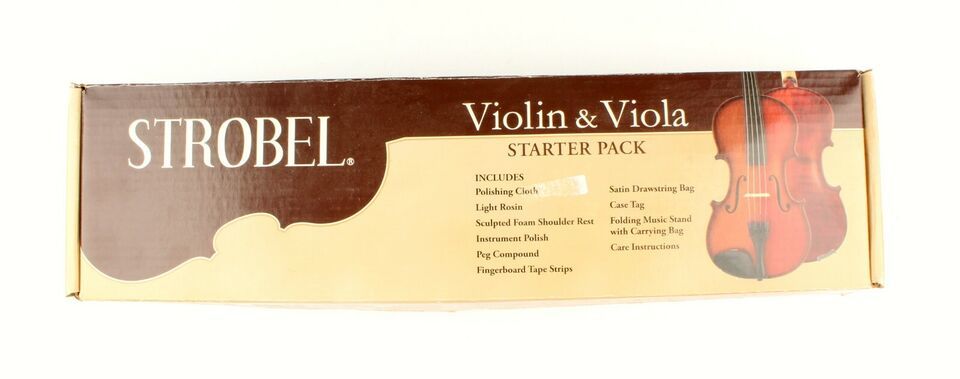 STROBEL®
Violin & Viola
STARTER PACK
INCLUDES
Polishing Cloth
Light Rosin
Sculpted Foam Shoulder Rest
Instrument Polish
Peg Compound
Fingerboard Tape Strips
Satin Drawstring Bag
Case Tag
Folding Music Stand
with Carrying Bag
Care Instructions